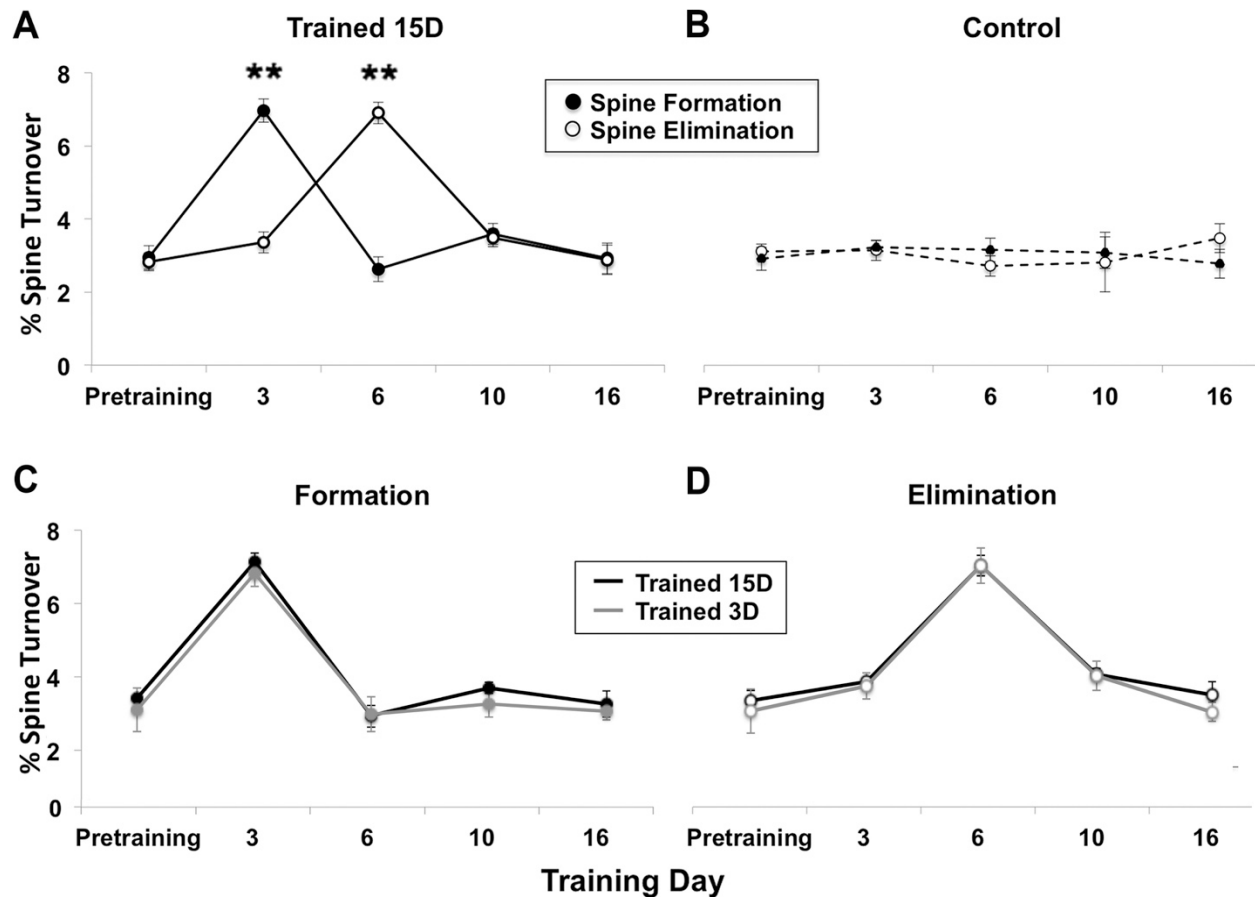 A
Trained 15D
% Spine Turnover
8
6
4
2
0
** **
Pretraining 3 6 10 16
Spine Formation
Spine Elimination
B
Control
Pretraining 3 6 10 16
C
Formation
% Spine Turnover
8
6
4
2
0
Pretraining 3 6 10 16
Trained 15D
Trained 3D
D
Elimination
Pretraining 3 6 10 16
Training Day